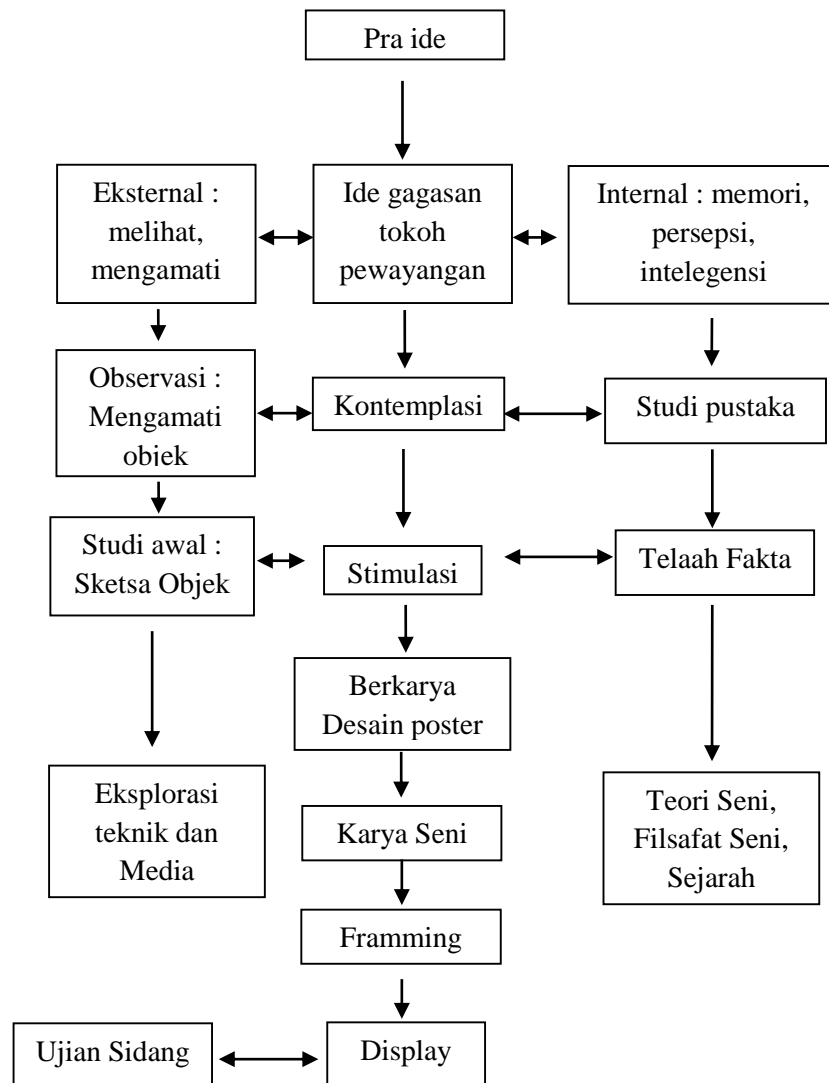 Pra ide
Eksternal :
melihat,
mengamati
Ide gagasan
tokoh
pewayangan
Internal : memori,
persepsi,
intelegensi
Observasi :
Mengamati
objek
Kontemplasi
Studi pustaka
Studi awal :
Sketsa Objek
Stimulasi
Telaah Fakta
Berkarya
Desain poster
Eksplorasi
teknik dan
Media
Karya Seni
Teori Seni,
Filsafat Seni,
Sejarah
Framming
Ujian Sidang
Display